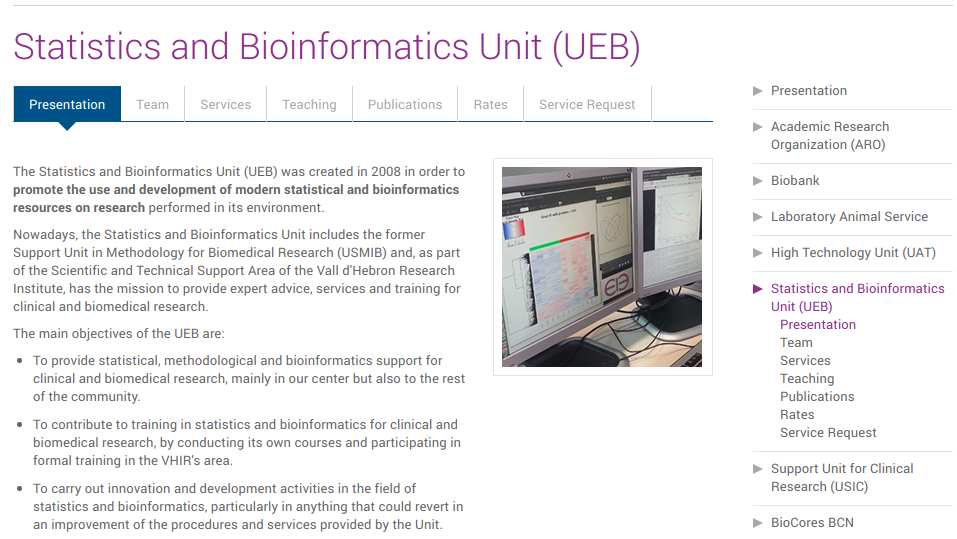 Statistics and Bioinformatics Unit (UEB)
Presentation
Team
Services
Teaching
Publications
Rates
Service Request
The Statistics and Bioinformatics Unit (UEB) was created in 2008 in order to
promote the use and development of modern statistical and bioinformatics
resources on research performed in its environment.
Nowadays, the Statistics and Bioinformatics Unit includes the former
Support Unit in Methodology for Biomedical Research (USMIB) and, as part
of the Scientific and Technical Support Area of the Vall d'Hebron Research
Institute, has the mission to provide expert advice, services and training for
clinical and biomedical research.
The main objectives of the UEB are:
To provide statistical, methodological and bioinformatics support for
clinical and biomedical research, mainly in our center but also to the rest
of the community.
To contribute to training in statistics and bioinformatics for clinical and
biomedical research, by conducting its own courses and participating in
formal training in the VHIR's area.
To carry out innovation and development activities in the field of
statistics and bioinformatics, particularly in anything that could revert in
an improvement of the procedures and services provided by the Unit.
Presentation
Academic Research
Organization (ARO)
Biobank
Laboratory Animal Service
High Technology Unit (UAT)
Statistics and Bioinformatics
Unit (UEB)
Presentation
Team
Services
Teaching
Publications
Rates
Service Request
Support Unit for Clinical
Research (USIC)
BioCores BCN